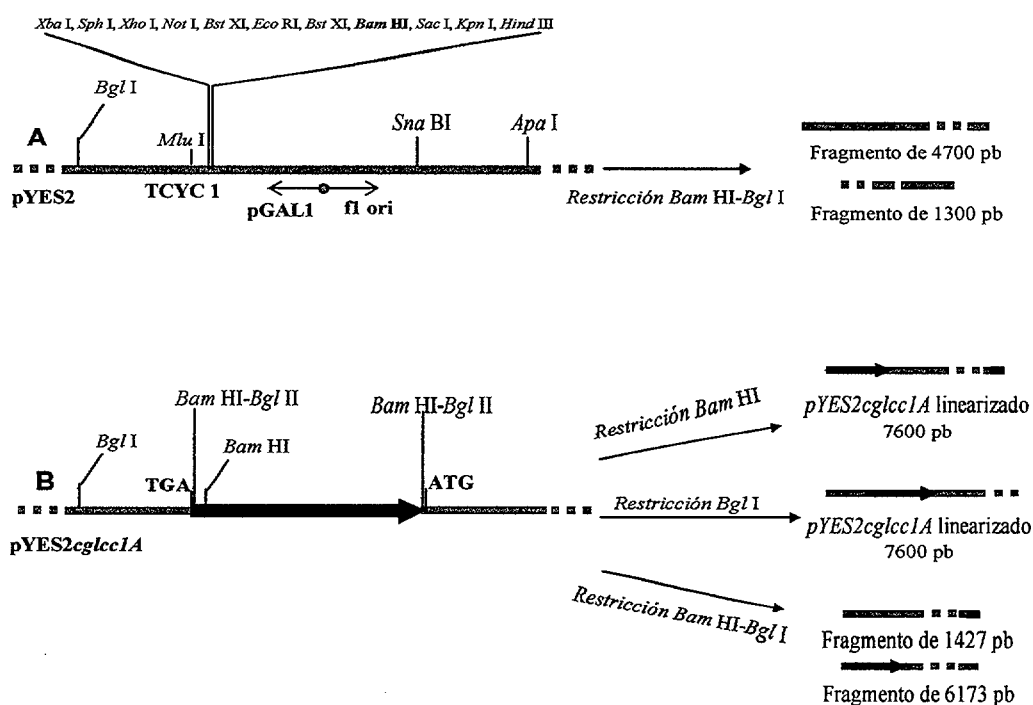 Xba I, Sph I, Xho I, Not I, Bst XI, Eco RI, Bst XI, Bam HI, Sac I, Kpn I, Hind III
Bgl I
A
Mlu I
Sna BI
Apa I
pYES2
TCYC 1
pGAL1
f1 ori
Restricción Bam HI-Bgl I
Fragmento de 4700 pb
Fragmento de 1300 pb
Bam HI-Bgl II
Bam HI-Bgl II
Bgl I
Bam HI
B
TGA
ATG
pYES2cglcc1A
Restricción Bam HI
pYES2cglcc1A linearizado
7600 pb
Restricción Bgl I
pYES2cglcc1A linearizado
7600 pb
Restricción Bam HI-Bgl I
Fragmento de 1427 pb
Fragmento de 6173 pb